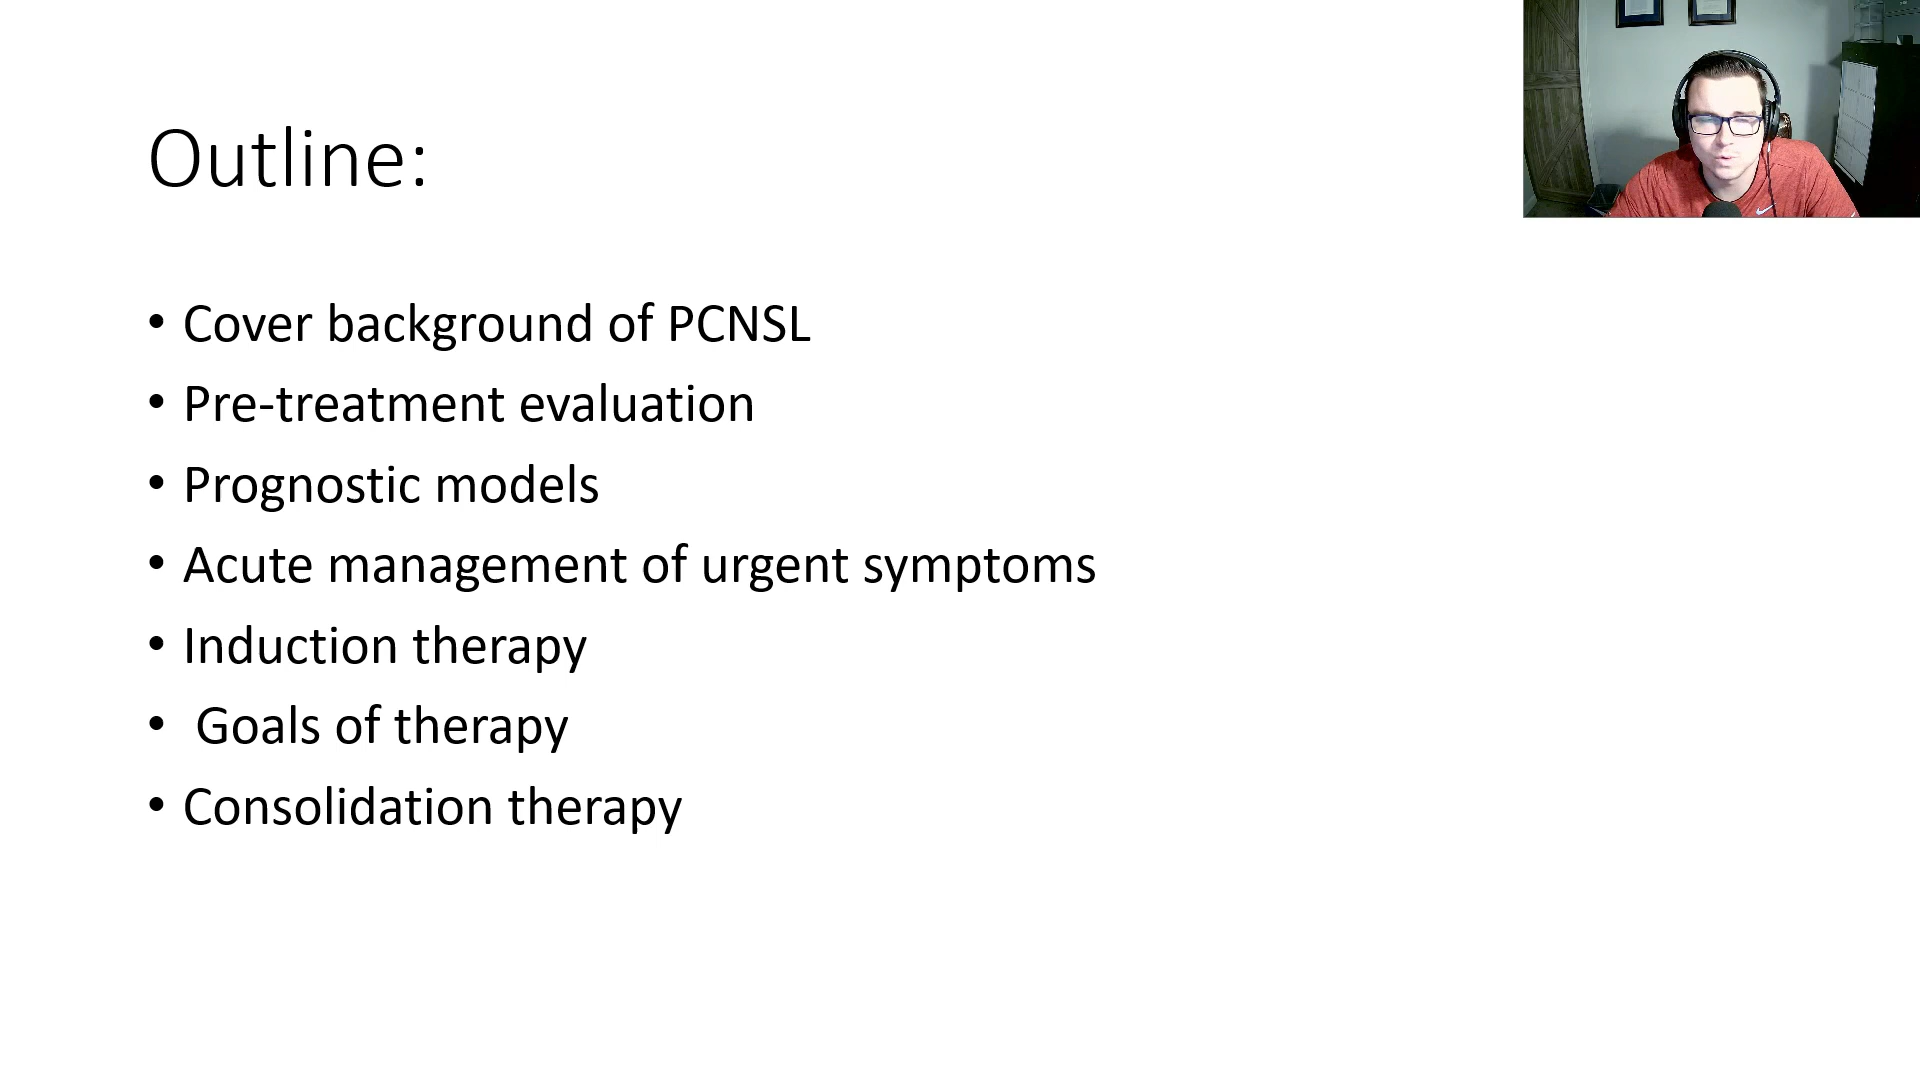 Outline:
• Cover background of PCNSL
• Pre-treatment evaluation
• Prognostic models
• Acute management of urgent symptoms
• Induction therapy
• Goals of therapy
• Consolidation therapy